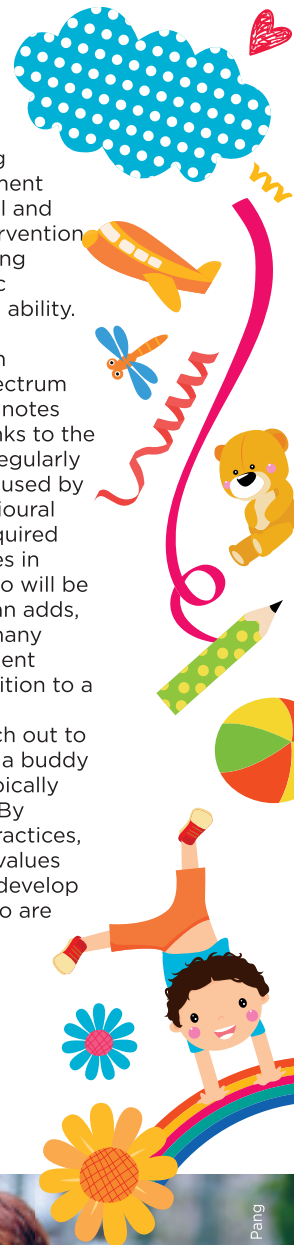 g
ment
l and
rvention
ng
c
ability.
n
ectrum
notes
nks to the
regularly
used by
ioural
quired
es in
o will be
an adds,
many
ent
ition to a
ch out to
a buddy
pically
By
ractices,
values
develop
o are
Pang